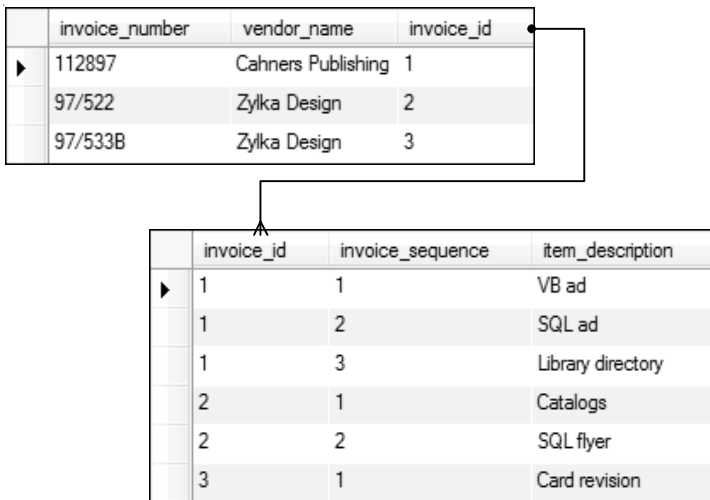 invoice_number vendor_name invoice_id
112897 Cahners Publishing 1
97/522 Zylka Design 2
97/533B Zylka Design 3
invoice_id invoice_sequence item_description
1 1 VB ad
1 2 SQL ad
1 3 Library directory
2 1 Catalogs
2 2 SQL flyer
3 1 Card revision